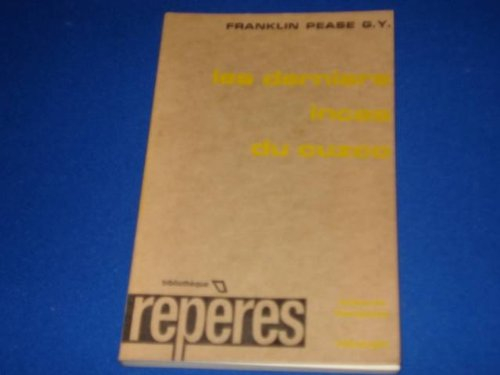 FRANKLIN PEASE G.Y.
les derniers
incas
du cuzco
bibliothèque
repères